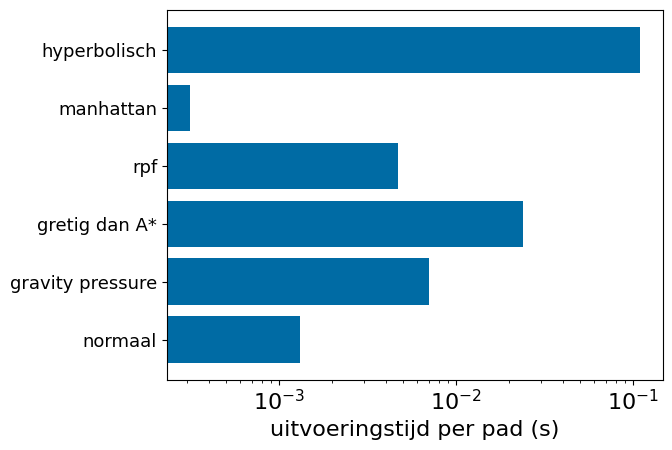 hyperbolisch
manhattan
rpf
gretig dan A*
gravity pressure
normaal
10⁻³ 10⁻² 10⁻¹
uitvoeringstijd per pad (s)